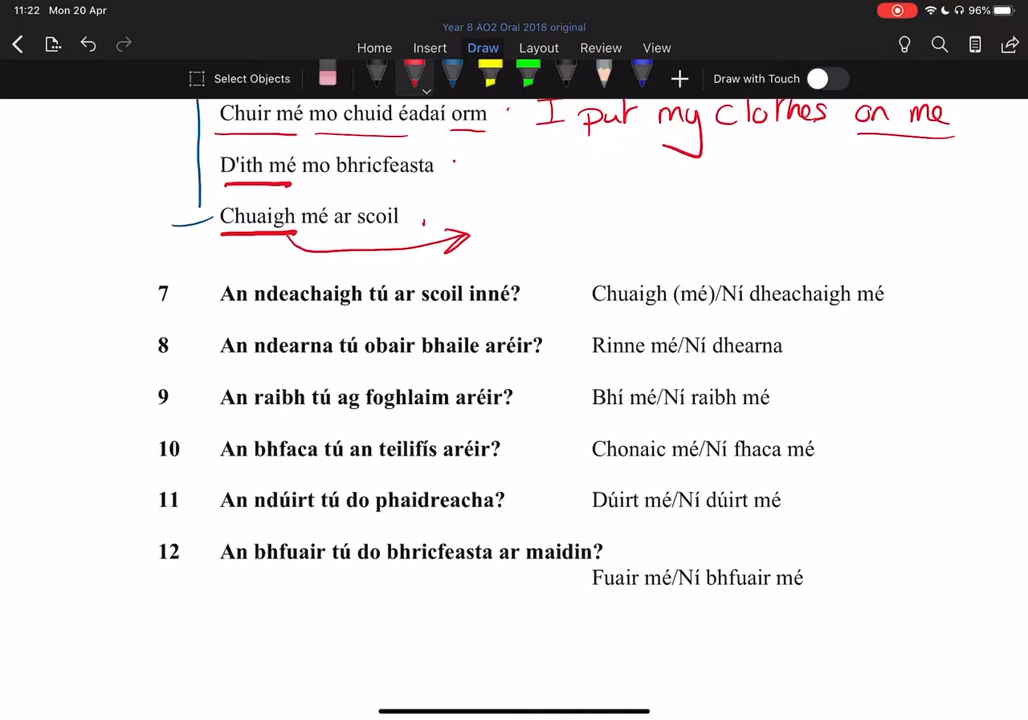 11:22 Mon 20 Apr 96%
Year 8 AO2 Oral 2018 original
Home Insert Draw Layout Review View
Select Objects Draw with Touch
Chuir mé mo chuid éadaí orm I put my clothes on me
D'ith mé mo bhricfeasta
Chuaigh mé ar scoil
7 An ndeachaigh tú ar scoil inné? Chuaigh (mé)/Ní dheachaigh mé
8 An ndearna tú obair bhaile aréir? Rinne mé/Ní dhearna
9 An raibh tú ag foghlaim aréir? Bhí mé/Ní raibh mé
10 An bhfaca tú an teilifís aréir? Chonaic mé/Ní fhaca mé
11 An ndúirt tú do phaidreacha? Dúirt mé/Ní dúirt mé
12 An bhfuair tú do bhricfeasta ar maidin?
Fuair mé/Ní bhfuair mé